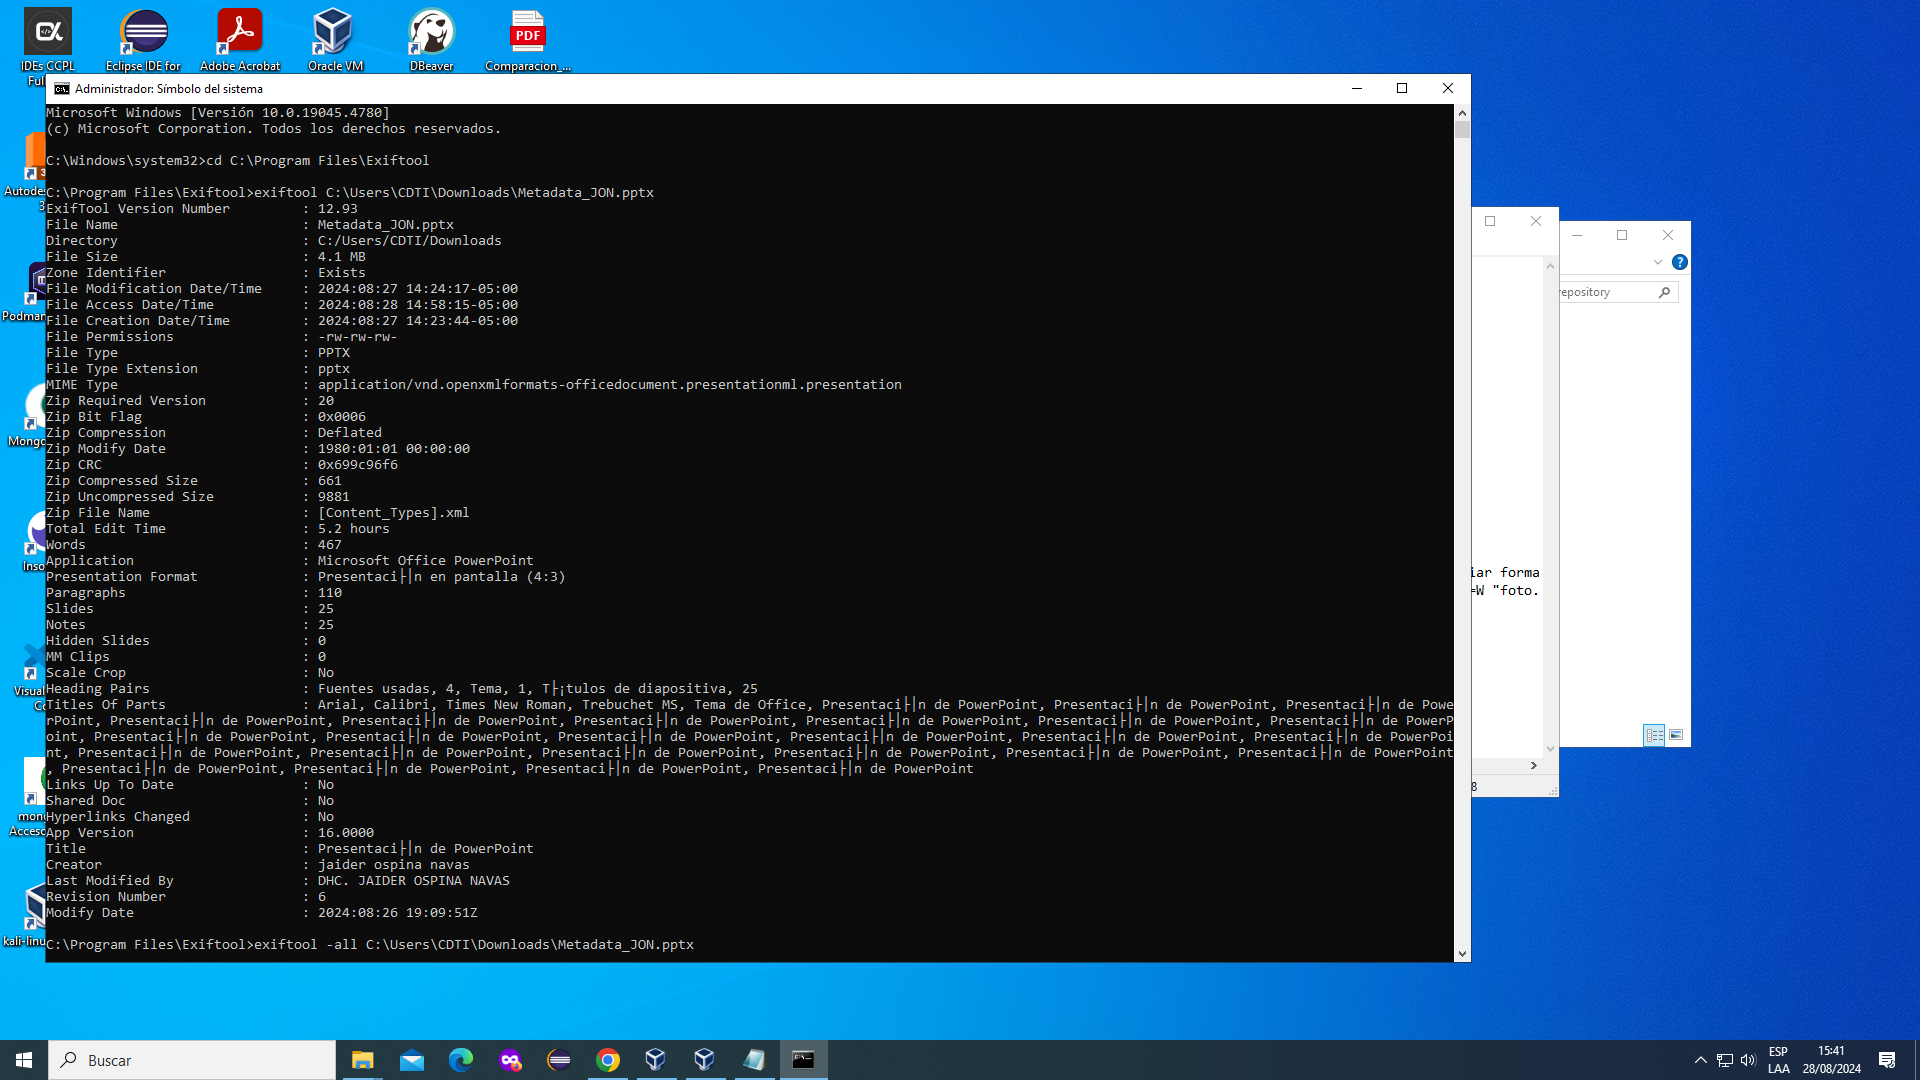 IDEs CCPL
Eclipse IDE for
Adobe Acrobat
Oracle VM
DBeaver
PDF
Comparacion_...
Administrador: Símbolo del sistema
Microsoft Windows [Versión 10.0.19045.4780]
(c) Microsoft Corporation. Todos los derechos reservados.
C:\Windows\system32>cd C:\Program Files\Exiftool
C:\Program Files\Exiftool>exiftool C:\Users\CDTI\Downloads\Metadata_JON.pptx
ExifTool Version Number : 12.93
File Name : Metadata_JON.pptx
Directory : C:/Users/CDTI/Downloads
File Size : 4.1 MB
Zone Identifier : Exists
File Modification Date/Time : 2024:08:27 14:24:17-05:00
File Access Date/Time : 2024:08:28 14:58:15-05:00
File Creation Date/Time : 2024:08:27 14:23:44-05:00
File Permissions : -rw-rw-rw-
File Type : PPTX
File Type Extension : pptx
MIME Type : application/vnd.openxmlformats-officedocument.presentationml.presentation
Zip Required Version : 20
Zip Bit Flag : 0x0006
Zip Compression : Deflated
Zip Modify Date : 1980:01:01 00:00:00
Zip CRC : 0x699c96f6
Zip Compressed Size : 661
Zip Uncompressed Size : 9881
Zip File Name : [Content_Types].xml
Total Edit Time : 5.2 hours
Words : 467
Application : Microsoft Office PowerPoint
Presentation Format : Presentaci├│n en pantalla (4:3)
Paragraphs : 110
Slides : 25
Notes : 25
Hidden Slides : 0
MM Clips : 0
Scale Crop : No
Heading Pairs : Fuentes usadas, 4, Tema, 1, T├¡tulos de diapositiva, 25
Titles Of Parts : Arial, Calibri, Times New Roman, Trebuchet MS, Tema de Office, Presentaci├│n de PowerPoint, Presentaci├│n de PowerPoint, Presentaci├│n de Powe
rPoint, Presentaci├│n de PowerPoint, Presentaci├│n de PowerPoint, Presentaci├│n de PowerPoint, Presentaci├│n de PowerPoint, Presentaci├│n de PowerPoint, Presentaci├│n de PowerP
oint, Presentaci├│n de PowerPoint, Presentaci├│n de PowerPoint, Presentaci├│n de PowerPoint, Presentaci├│n de PowerPoint, Presentaci├│n de PowerPoint, Presentaci├│n de PowerPoi
nt, Presentaci├│n de PowerPoint, Presentaci├│n de PowerPoint, Presentaci├│n de PowerPoint, Presentaci├│n de PowerPoint, Presentaci├│n de PowerPoint, Presentaci├│n de PowerPoint
, Presentaci├│n de PowerPoint, Presentaci├│n de PowerPoint, Presentaci├│n de PowerPoint, Presentaci├│n de PowerPoint
Links Up To Date : No
Shared Doc : No
Hyperlinks Changed : No
App Version : 16.0000
Title : Presentaci├│n de PowerPoint
Creator : jaider ospina navas
Last Modified By : DHC. JAIDER OSPINA NAVAS
Revision Number : 6
Modify Date : 2024:08:26 19:09:51Z
C:\Program Files\Exiftool>exiftool -all C:\Users\CDTI\Downloads\Metadata_JON.pptx
repository
iar forma
=W "foto.
8
Buscar
ESP
LAA
15:41
28/08/2024